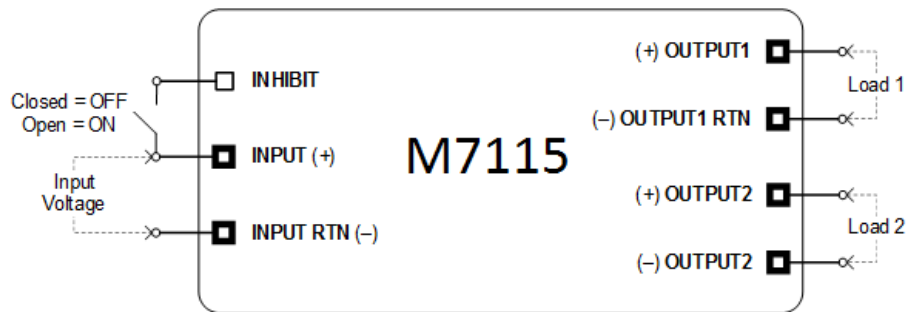 INHIBIT
Closed = OFF
Open = ON
INPUT (+)
Input
Voltage
INPUT RTN (–)
M7115
(+) OUTPUT1
Load 1
(–) OUTPUT1 RTN
(+) OUTPUT2
Load 2
(–) OUTPUT2